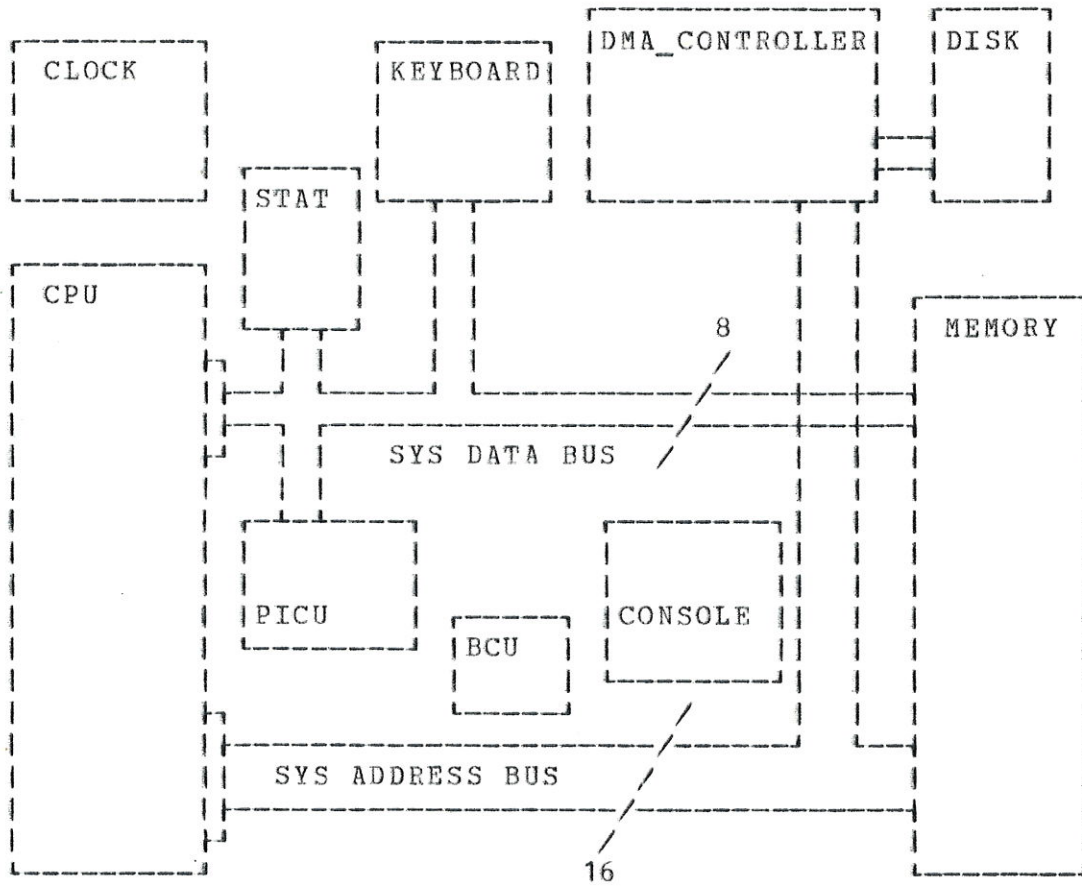 DMA_CONTROLLER
DISK
CLOCK
KEYBOARD
STAT
CPU
8
MEMORY
SYS DATA BUS
PICU
CONSOLE
BCU
SYS ADDRESS BUS
16